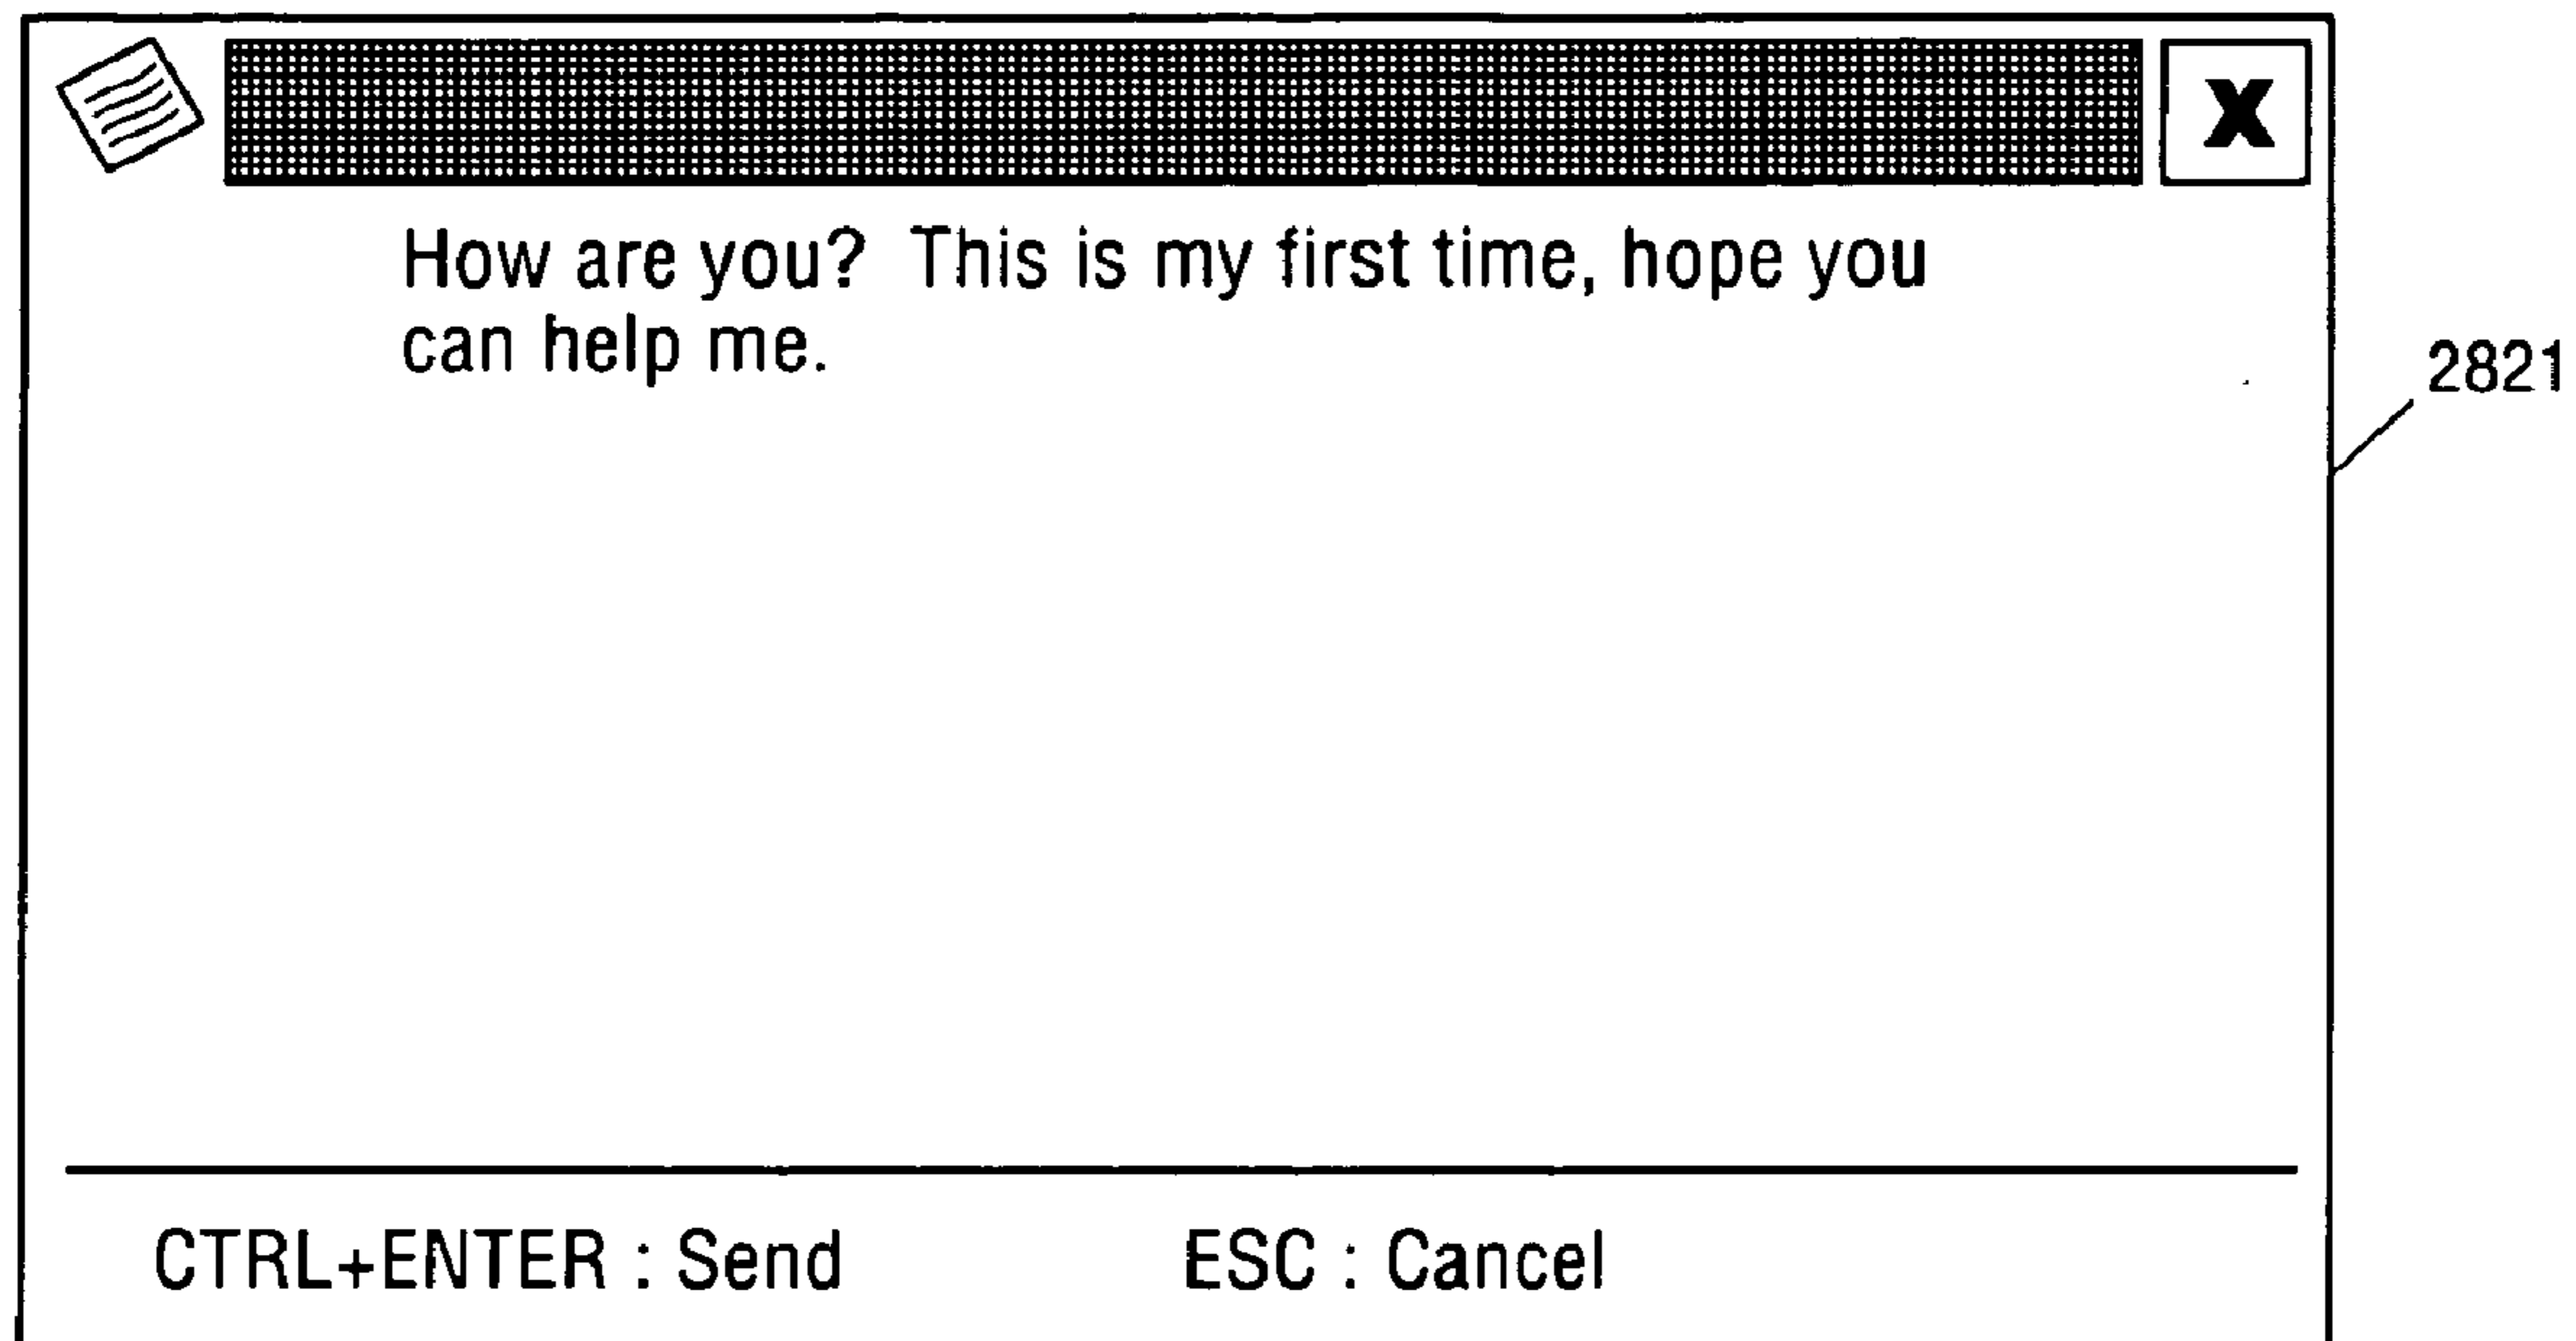 X
How are you? This is my first time, hope you
can help me.
2821
CTRL+ENTER : Send ESC : Cancel